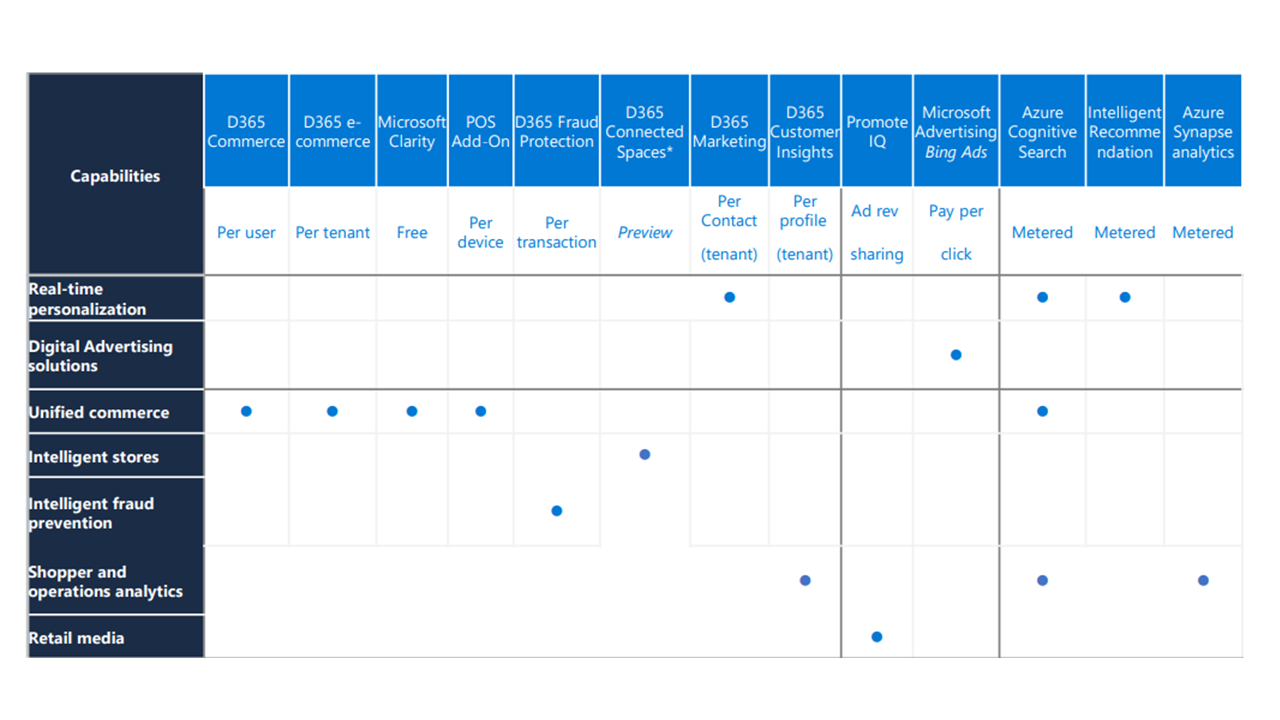 Capabilities
D365
Commerce
D365 e-
commerce
Microsoft
Clarity
POS
Add-On
D365 Fraud
Protection
D365
Connected
Spaces*
D365
Marketing
D365
Customer
Insights
Promote
IQ
Microsoft
Advertising
Bing Ads
Azure
Cognitive
Search
Intelligent
Recomme
ndation
Azure
Synapse
analytics
Per user
Per tenant
Free
Per
device
Per
transaction
Preview
Per
Contact
(tenant)
Per
profile
(tenant)
Ad rev
sharing
Pay per
click
Metered
Metered
Metered
Real-time
personalization
Digital Advertising
solutions
Unified commerce
Intelligent stores
Intelligent fraud
prevention
Shopper and
operations analytics
Retail media